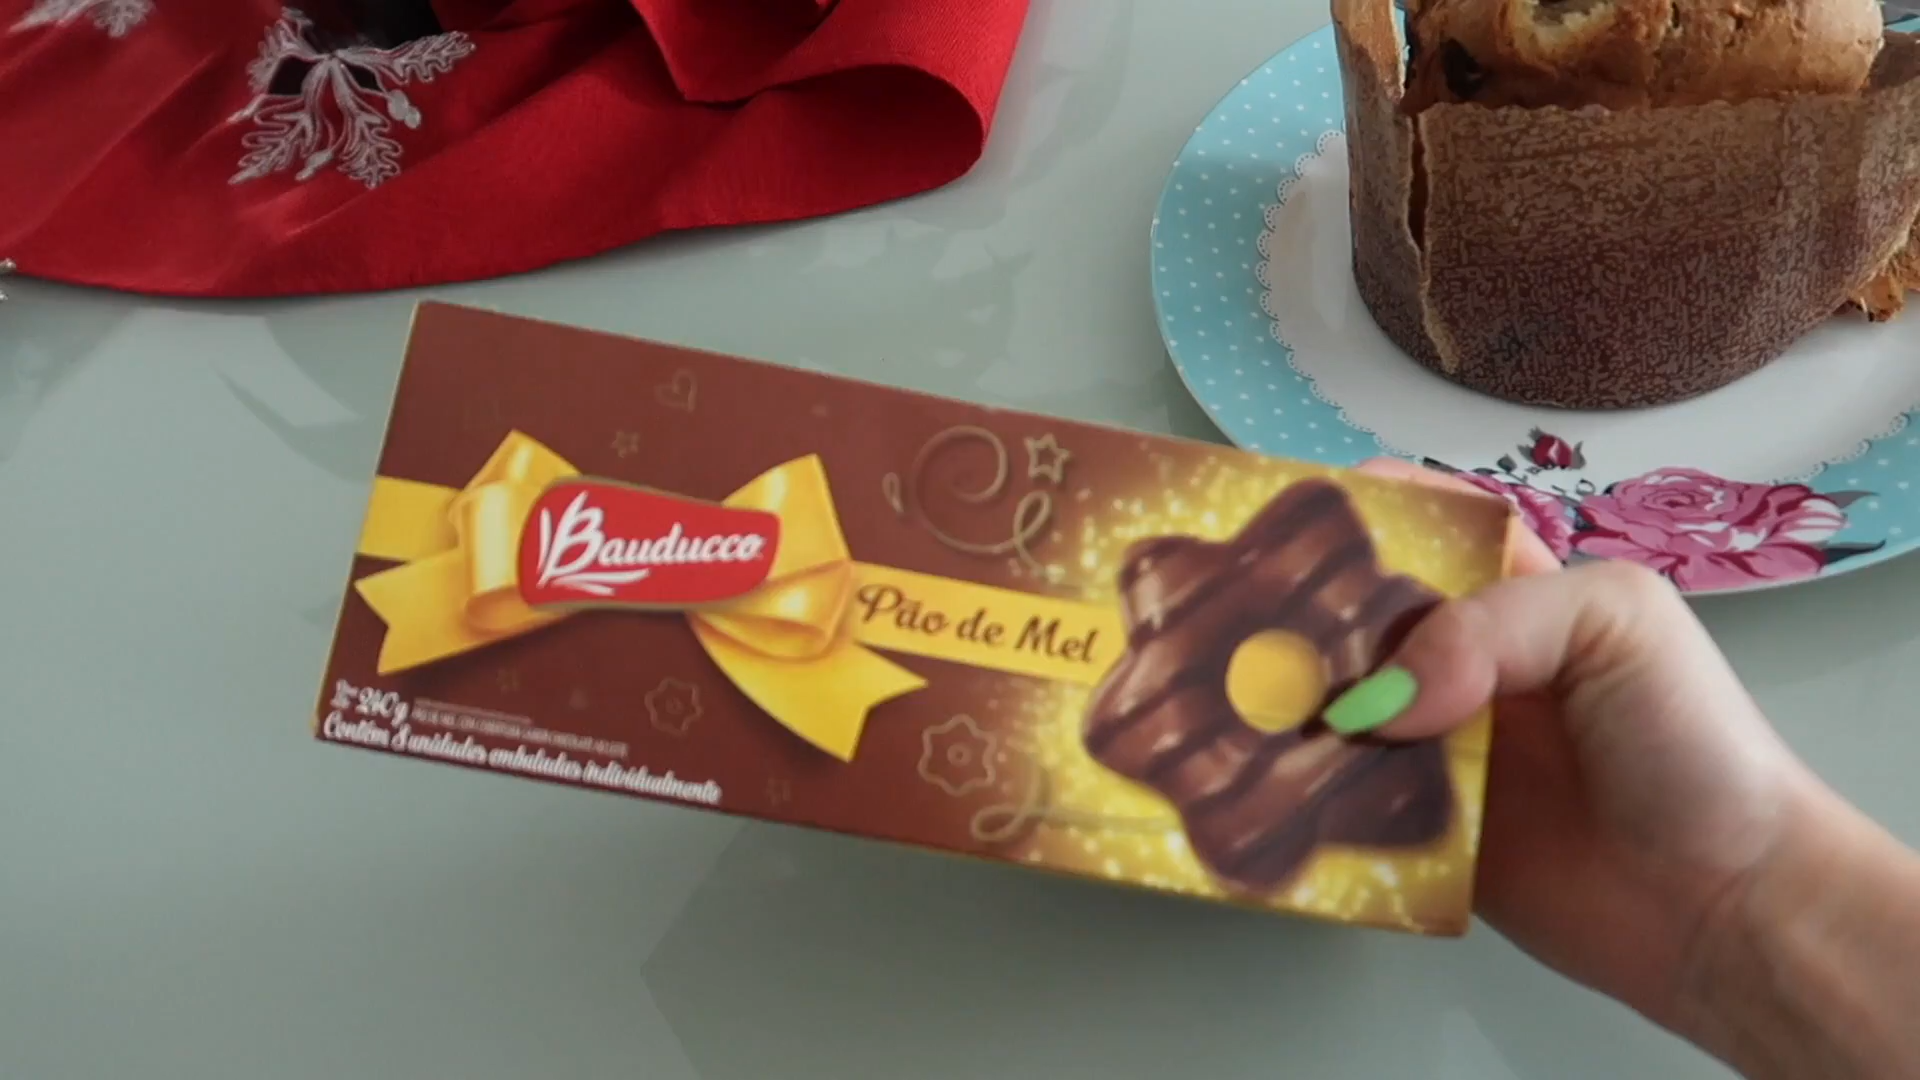 Bauducco
Pão de Mel
240g
Contém 8 unidades embaladas individualmente